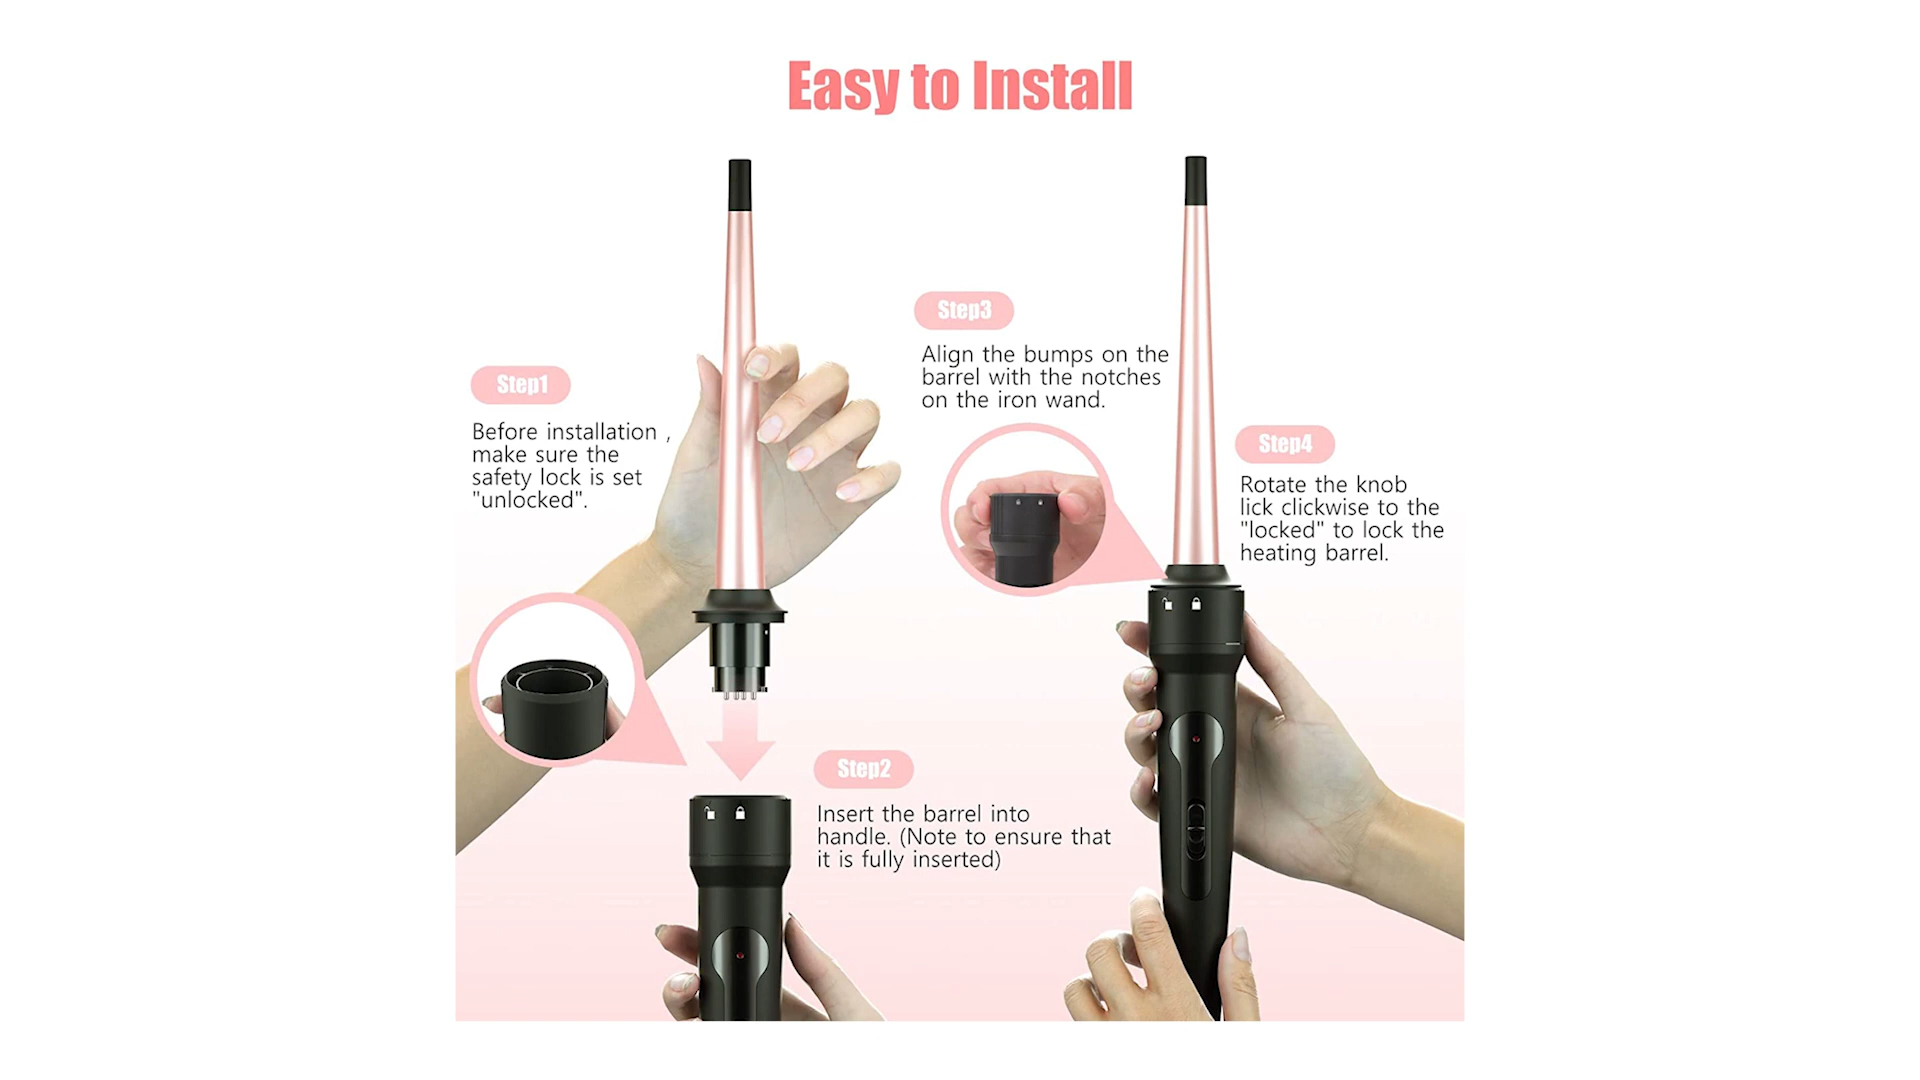 Easy to Install
Step1
Before installation ,
make sure the
safety lock is set
"unlocked".
Step2
Insert the barrel into
handle. (Note to ensure that
it is fully inserted)
Step3
Align the bumps on the
barrel with the notches
on the iron wand.
Step4
Rotate the knob
lick clickwise to the
"locked" to lock the
heating barrel.